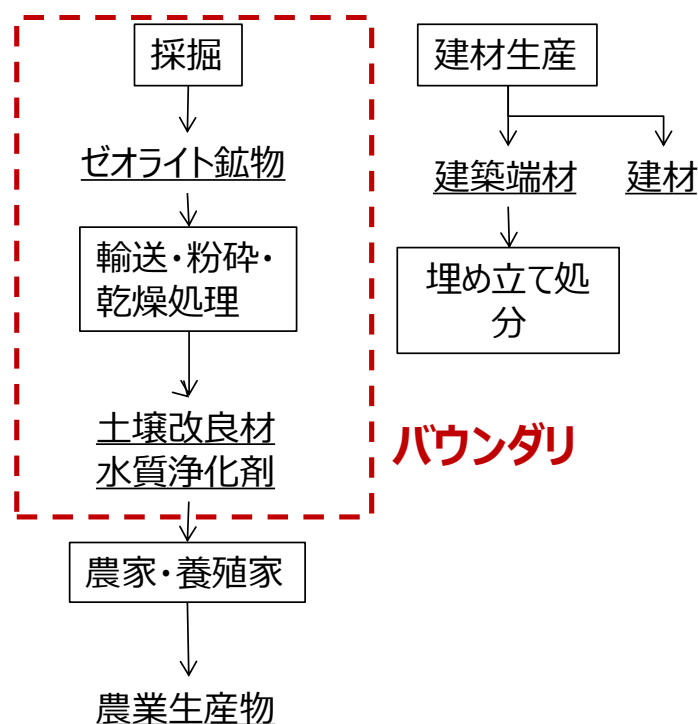 採掘
ゼオライト鉱物
輸送・粉砕・
乾燥処理
土壌改良材
水質浄化剤
農家・養殖家
農業生産物
建材生産
建築端材
建材
埋め立て処
分
バウンダリ